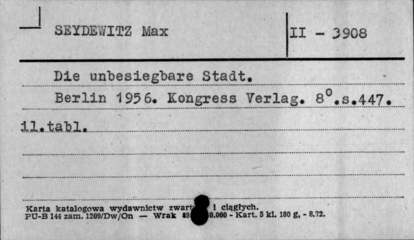 SEYDEWITZ Max
II - 3908
Die unbesiegbare Stadt.
Berlin 1956. Kongress Verlag. 8°.s.447.
il.tabl.
Karta katalogowa wydawnictw zwart i ciągłych.
PU-B 144 zam. 1209/Dw/On — Wrak 0.000 - Kart. 5 kl. 180 g. - 8.72.